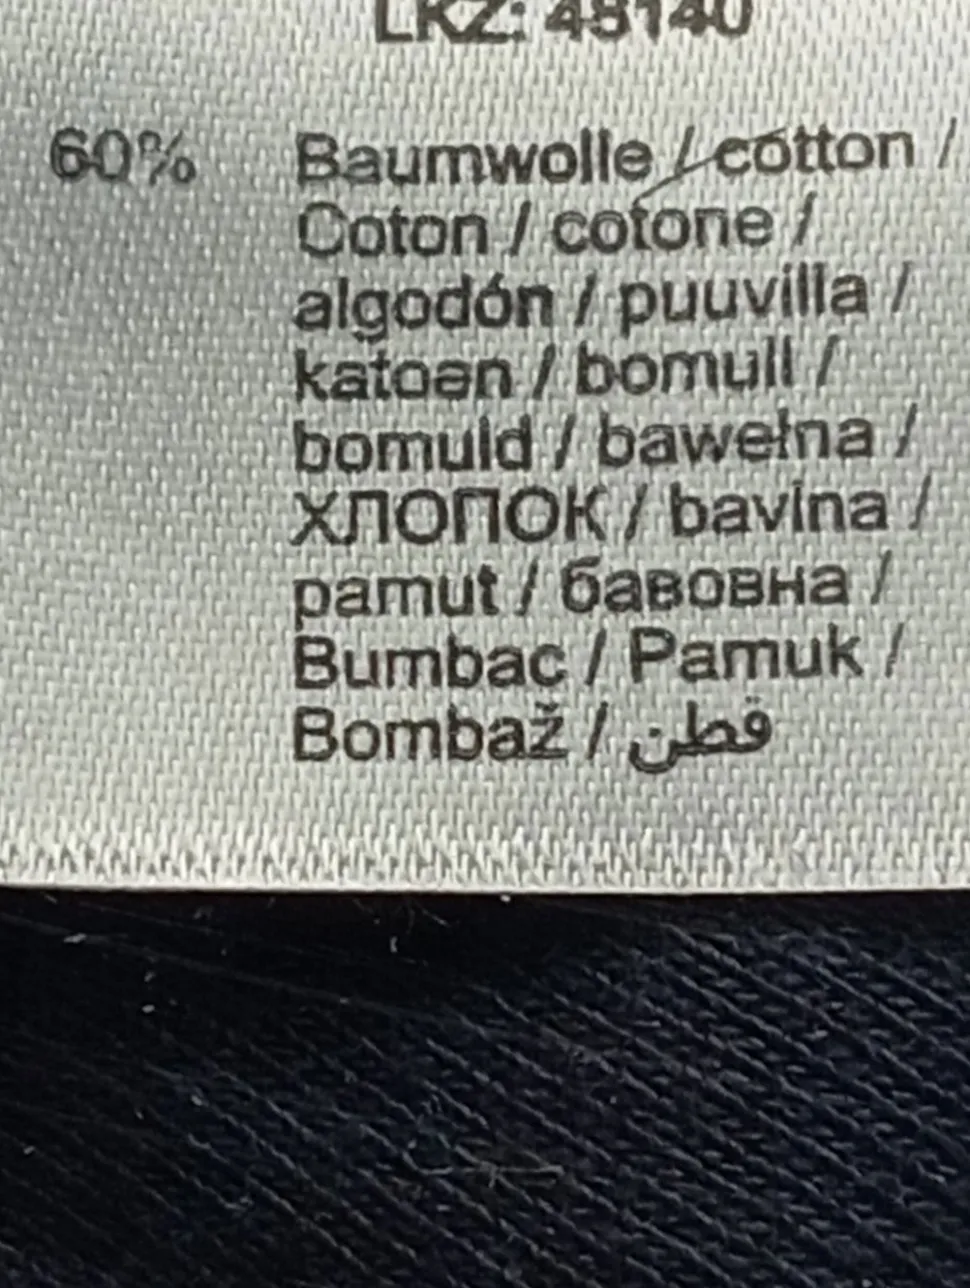 LKZ: 48140
60% Baumwolle / cotton /
Coton / cotone /
algodón / puuvilla /
katoen / bomull /
bomuld / bawełna /
ХЛОПОК / bavlna /
pamut / бавовна /
Bumbac / Pamuk /
Bombaž / قطن